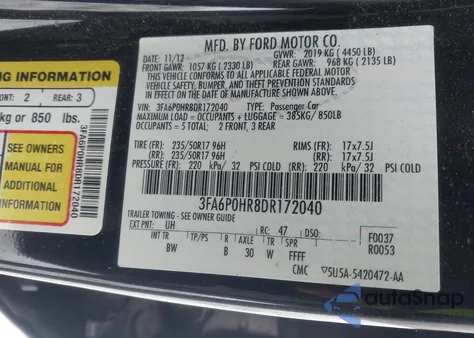 MFD. BY FORD MOTOR CO.
DATE: 11/12 GVWR: 2019 KG ( 4450 LB)
FRONT GAWR: 1057 KG ( 2330 LB) REAR GAWR: 968 KG ( 2135 LB)
THIS VEHICLE CONFORMS TO ALL APPLICABLE FEDERAL MOTOR
VEHICLE SAFETY, BUMPER, AND THEFT PREVENTION STANDARDS
IN EFFECT ON THE DATE OF MANUFACTURE SHOWN ABOVE.
VIN: 3FA6P0HR8DR172040 TYPE: Passenger Car
MAXIMUM LOAD = OCCUPANTS + LUGGAGE = 385KG/850LB
OCCUPANTS = 5 TOTAL; 2 FRONT, 3 REAR
TIRE (FR): 235/50R17 96H RIMS (FR): 17x7.5J
(RR): 235/50R17 96H (RR): 17x7.5J
PRESSURE (FR) 220 kPa/ 32 PSI COLD (RR) 220 kPa/ 32 PSI COLD
3FA6P0HR8DR172040
TRAILER TOWING - SEE OWNER GUIDE
EXT PNT: UH RC: 47 DSO: F0037
R0053
INT TR TP/PS R AXLE TR SPR
BW B 30 W FFFF
CMC 5U5A-5420472-AA
NG INFORMATION
FRONT: 2 REAR: 3
kg or 850 lbs.
SEE OWNERS
MANUAL FOR
ADDITIONAL
INFORMATION
3FA6P0HR8DR172040
autoSnap